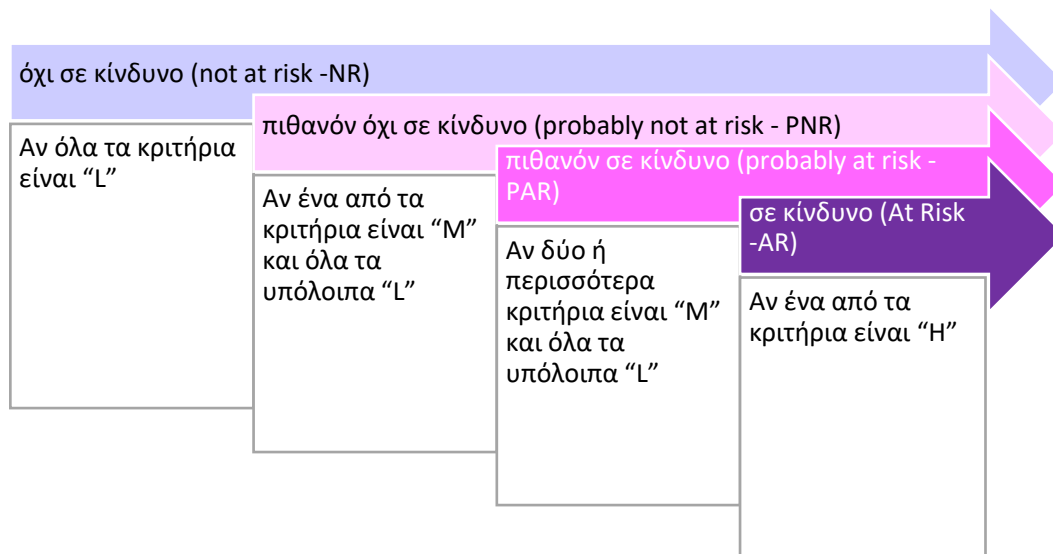 όχι σε κίνδυνο (not at risk -NR)
Αν όλα τα κριτήρια
είναι “L”
πιθανόν όχι σε κίνδυνο (probably not at risk - PNR)
Αν ένα από τα
κριτήρια είναι “M”
και όλα τα
υπόλοιπα “L”
πιθανόν σε κίνδυνο (probably at risk -
PAR)
Αν δύο ή
περισσότερα
κριτήρια είναι “M”
και όλα τα
υπόλοιπα “L”
σε κίνδυνο (At Risk
-AR)
Αν ένα από τα
κριτήρια είναι “H”